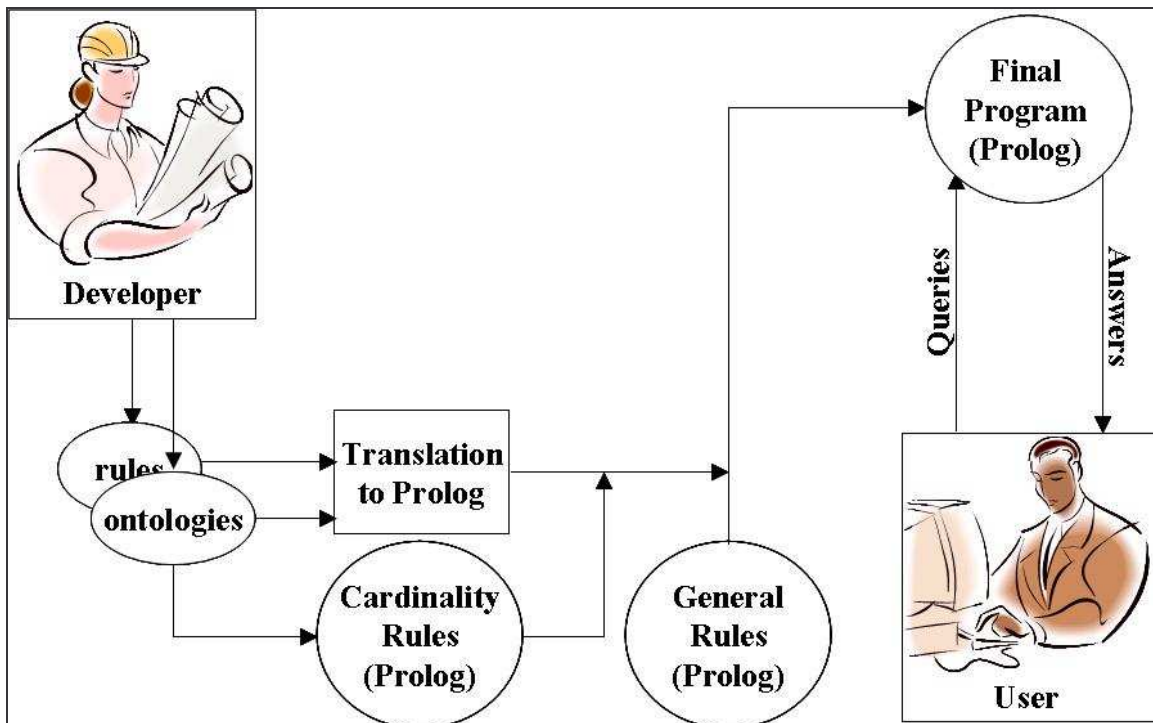 Developer
rules
ontologies
Translation
to Prolog
Cardinality
Rules
(Prolog)
General
Rules
(Prolog)
Final
Program
(Prolog)
Queries
Answers
User